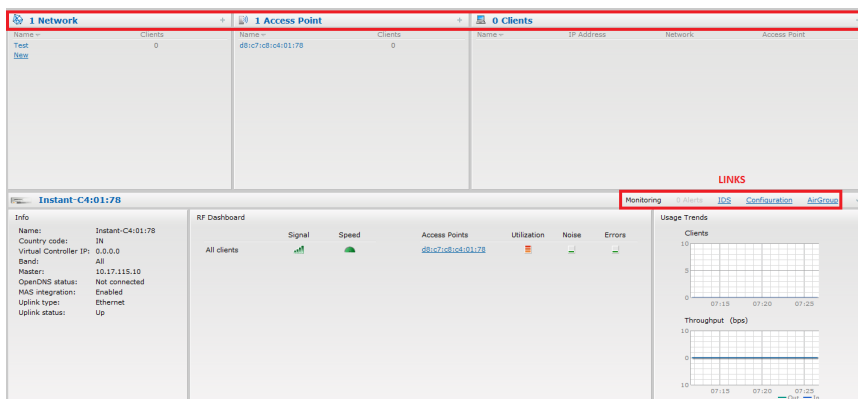 1 Network +
Name Clients
Test 0
New
1 Access Point +
Name Clients
d8:c7:c8:c4:01:78 0
0 Clients
Name IP Address Network Access Point
LINKS
Instant-C4:01:78
Monitoring 0 Alerts IDS Configuration AirGroup
Info
Name: Instant-C4:01:78
Country code: IN
Virtual Controller IP: 0.0.0.0
Band: All
Master: 10.17.115.10
OpenDNS status: Not connected
MAS integration: Enabled
Uplink type: Ethernet
Uplink status: Up
RF Dashboard
Signal Speed Access Points Utilization Noise Errors
All clients d8:c7:c8:c4:01:78
Usage Trends
Clients
10
5
0
07:15 07:20 07:25
Throughput (bps)
10
0
10
07:15 07:20 07:25
Out In